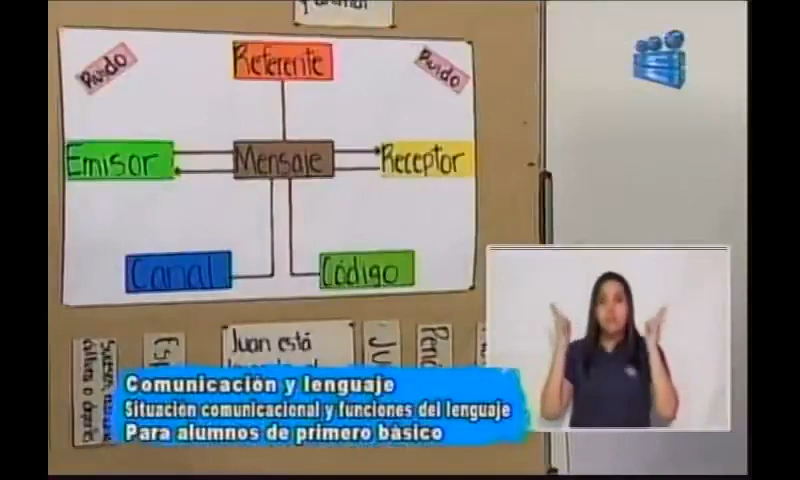 Ruido
Referente
Ruido
Emisor
Mensaje
Receptor
Canal
Código
Juan está
Comunicación y lenguaje
Situación comunicacional y funciones del lenguaje
Para alumnos de primero básico